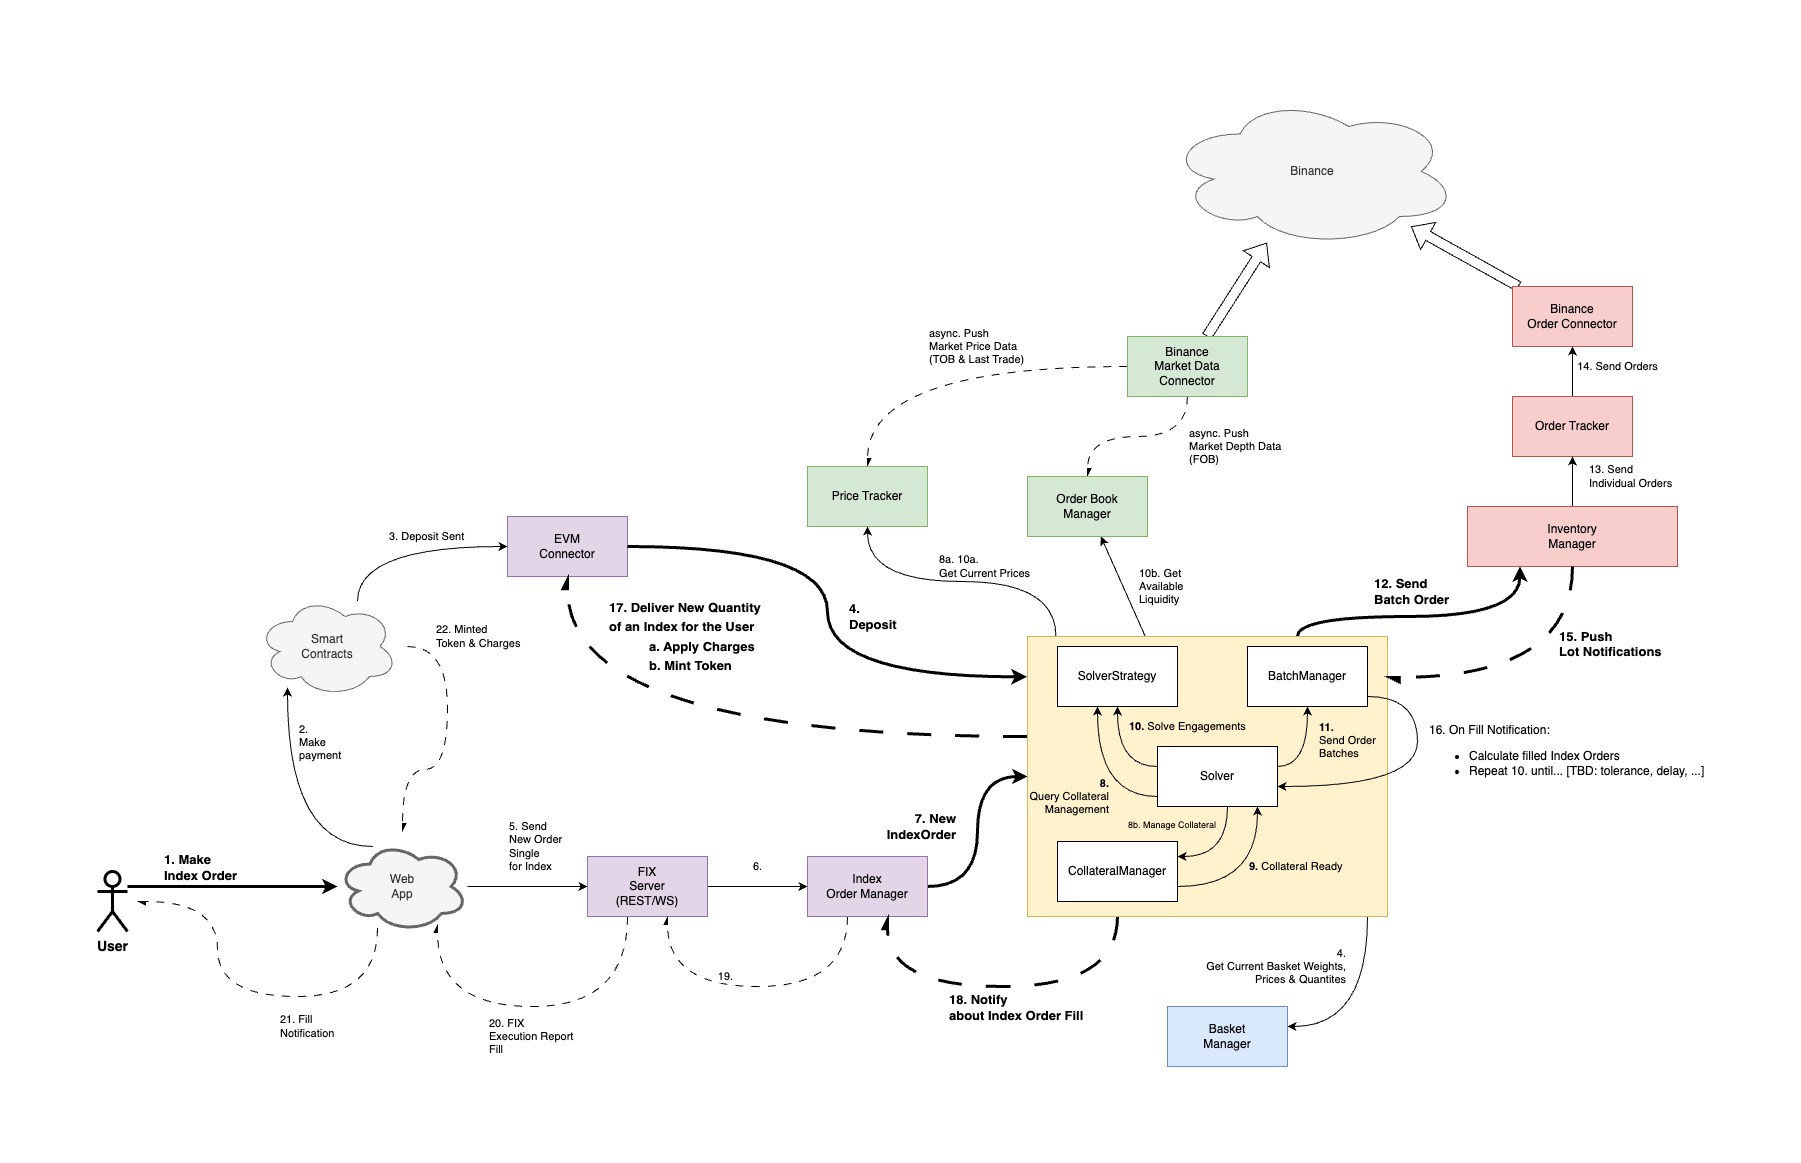 Binance
Binance
Order Connector
14. Send Orders
Order Tracker
13. Send
Individual Orders
Inventory
Manager
async. Push
Market Price Data
(TOB & Last Trade)
Binance
Market Data
Connector
async. Push
Market Depth Data
(FOB)
Price Tracker
Order Book
Manager
3. Deposit Sent
EVM
Connector
8a. 10a.
Get Current Prices
10b. Get
Available
Liquidity
12. Send
Batch Order
15. Push
Lot Notifications
17. Deliver New Quantity
of an Index for the User
a. Apply Charges
b. Mint Token
4.
Deposit
Smart
Contracts
22. Minted
Token & Charges
2.
Make
payment
SolverStrategy
BatchManager
10. Solve Engagements
11.
Send Order
Batches
16. On Fill Notification:
• Calculate filled Index Orders
• Repeat 10. until... [TBD: tolerance, delay, ...]
Solver
8.
Query Collateral
Management
8b. Manage Collateral
CollateralManager
9. Collateral Ready
7. New
IndexOrder
1. Make
Index Order
User
Web
App
5. Send
New Order
Single
for Index
FIX
Server
(REST/WS)
6.
Index
Order Manager
19.
18. Notify
about Index Order Fill
20. FIX
Execution Report
Fill
21. Fill
Notification
4.
Get Current Basket Weights,
Prices & Quantites
Basket
Manager